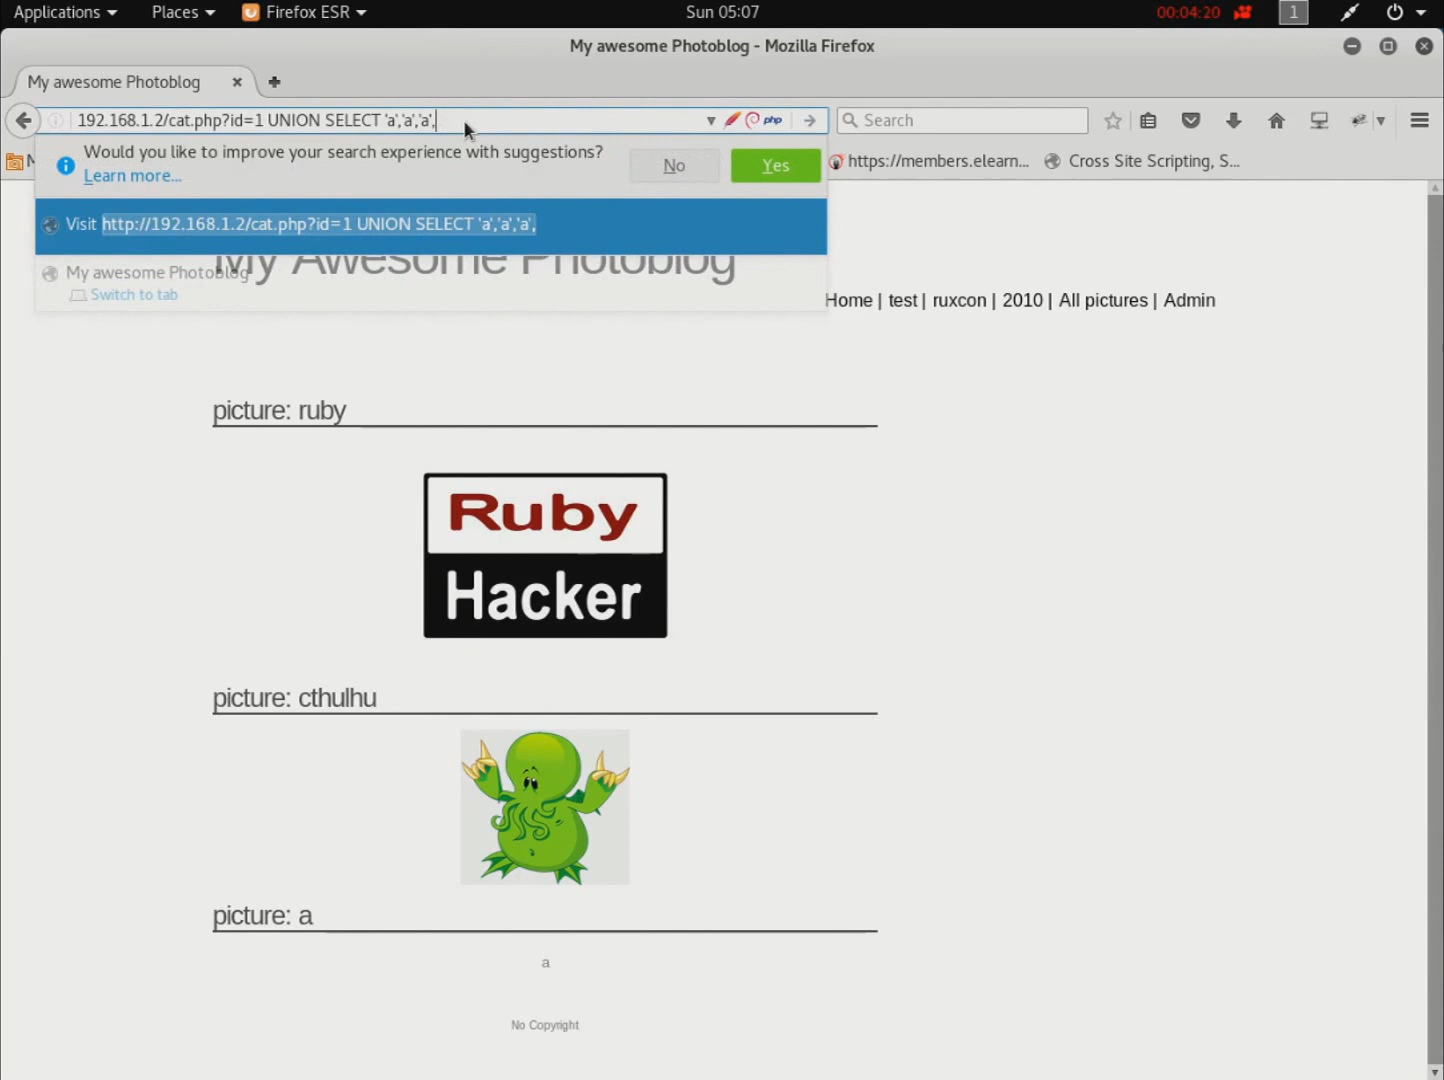 Applications Places Firefox ESR Sun 05:07 00:04:20 1
My awesome Photoblog - Mozilla Firefox
My awesome Photoblog
192.168.1.2/cat.php?id=1 UNION SELECT 'a','a','a', php Search
Would you like to improve your search experience with suggestions?
Learn more... No Yes https://members.elearn... Cross Site Scripting, S...
Visit http://192.168.1.2/cat.php?id=1 UNION SELECT 'a','a','a',
My Awesome Photoblog
My awesome Photoblog
Switch to tab
Home | test | ruxcon | 2010 | All pictures | Admin
picture: ruby
Ruby
Hacker
picture: cthulhu
picture: a
a
No Copyright